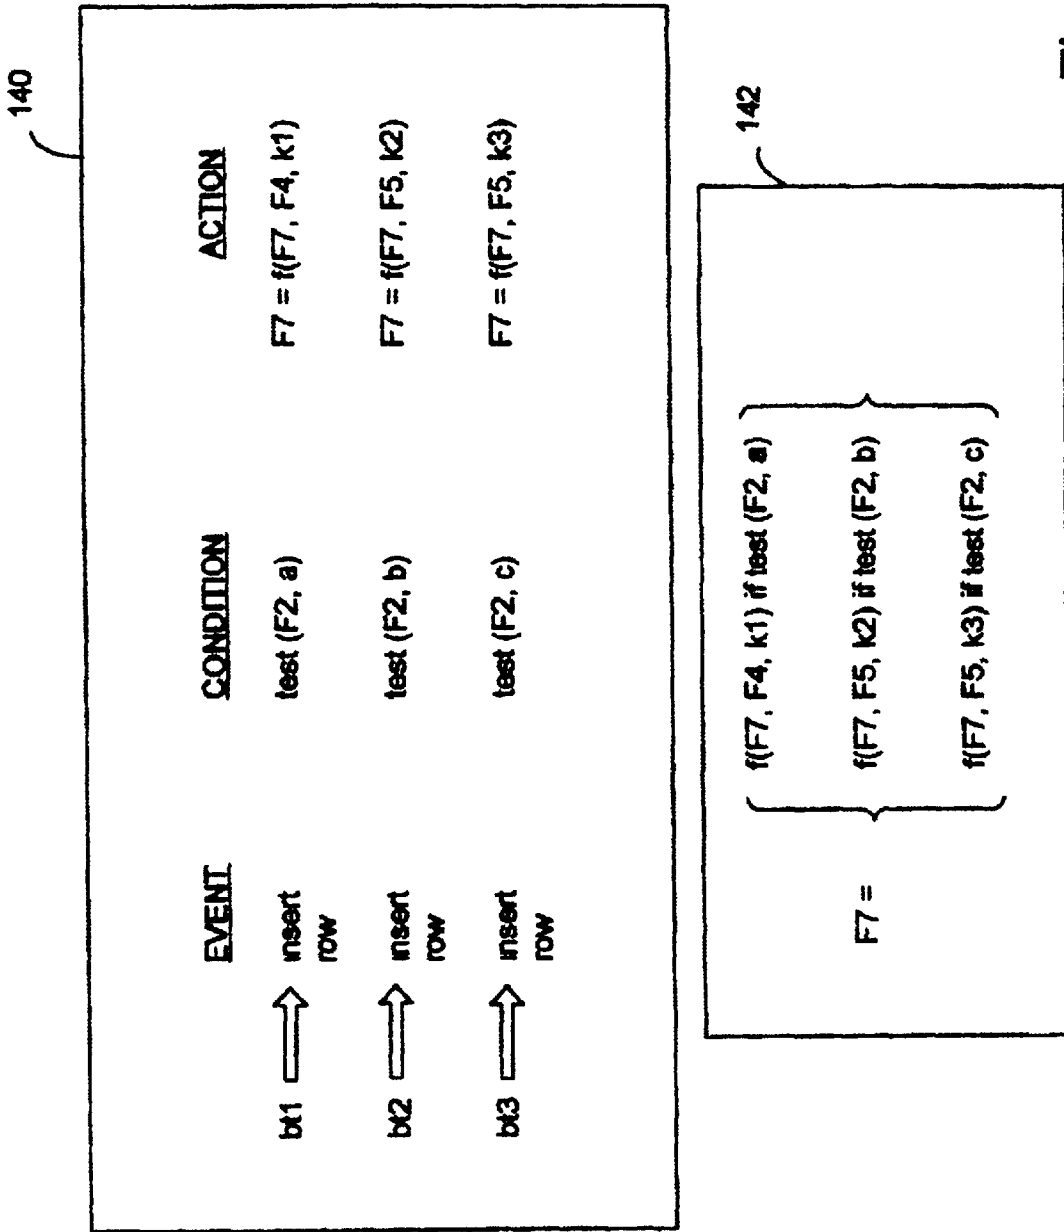 140
EVENT CONDITION ACTION
bt1 insert row test (F2, a) F7 = f(F7, F4, k1)
bt2 insert row test (F2, b) F7 = f(F7, F5, k2)
bt3 insert row test (F2, c) F7 = f(F7, F5, k3)
142
f(F7, F4, k1) if test (F2, a)
F7 = f(F7, F5, k2) if test (F2, b)
f(F7, F5, k3) if test (F2, c)